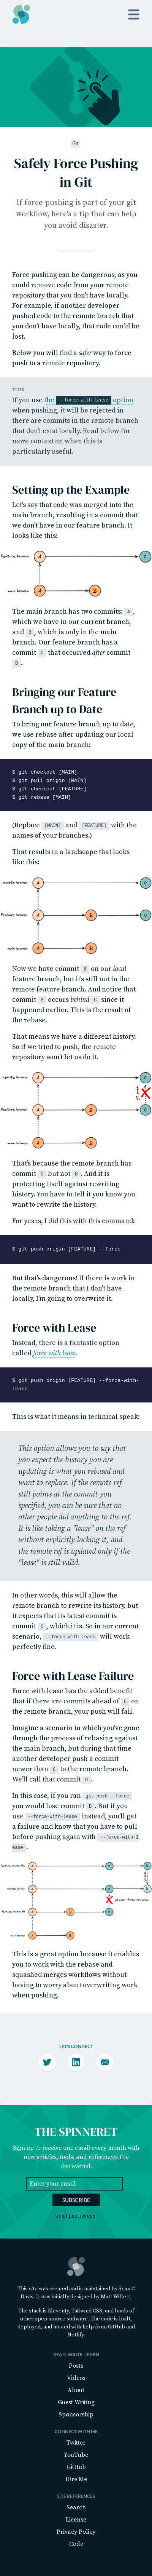 Git
Safely Force Pushing
in Git
If force-pushing is part of your git
workflow, here's a tip that can help
you avoid disaster.
Force pushing can be dangerous, as you
could remove code from your remote
repository that you don't have locally.
For example, if another developer
pushed code to the remote branch that
you don't have locally, that code could be
lost.
Below you will find a safer way to force
push to a remote repository.
TLDR
If you use the --force-with-lease option
when pushing, it will be rejected in
there are commits in the remote branch
that don't exist locally. Read below for
more context on when this is
particularly useful.
Setting up the Example
Let's say that code was merged into the
main branch, resulting in a commit that
we don't have in our feature branch. It
looks like this:
feature branch A C
main branch A B
The main branch has two commits: A ,
which we have in our current branch,
and B , which is only in the main
branch. Our feature branch has a
commit C that occurred after commit
B .
Bringing our Feature
Branch up to Date
To bring our feature branch up to date,
we can use rebase after updating our
local copy of the main branch:
$ git checkout [MAIN]
$ git pull origin [MAIN]
$ git checkout [FEATURE]
$ git rebase [MAIN]
(Replace [MAIN] and [FEATURE] with the
names of your branches.)
That results in a landscape that looks
like this:
remote branch A C
feature branch A B C
main branch A B
Now we have commit B on our local
feature branch, but it's still not in the
remote feature branch. And notice that
commit B occurs behind C since it
happened earlier. This is the result of
the rebase.
That means we have a different history.
So if we tried to push, the remote
repository won't let us do it.
remote branch A C
git push X
feature branch A B C
main branch A B
That's because the remote branch has
commit C but not B . And it is
protecting itself against rewriting
history. You have to tell it you know you
want to rewrite the history.
For years, I did this with this command:
$ git push origin [FEATURE] --force
But that's dangerous! If there is work in
the remote branch that I don't have
locally, I'm going to overwrite it.
Force with Lease
Instead, there is a fantastic option
called force with lease.
$ git push origin [FEATURE] --force-with-
lease
This is what it means in technical speak:
This option allows you to say that
you expect the history you are
updating is what you rebased and
want to replace. If the remote ref
still points at the commit you
specified, you can be sure that no
other people did anything to the ref.
It is like taking a "lease" on the ref
without explicitly locking it, and
the remote ref is updated only if the
"lease" is still valid.
In other words, this will allow the
remote branch to rewrite its history, but
it expects that its latest commit is
commit C , which it is. So in our current
scenario, --force-with-lease will work
perfectly fine.
Force with Lease Failure
Force with lease has the added benefit
that if there are commits ahead of C on
the remote branch, your push will fail.
Imagine a scenario in which you've gone
through the process of rebasing against
the main branch, but during that time
another developer push a commit
newer than C to the remote branch.
We'll call that commit D .
In this case, if you ran git push --force
you would lose commit D . But if you
use --force-with-lease instead, you'll get
a failure and know that you have to pull
before pushing again with --force-with-l
ease .
This is a great option because it enables
you to work with the rebase and
squashed merges workflows without
having to worry about overwriting work
when pushing.
LET'S CONNECT
THE SPINNERET
Sign up to receive one email every month with
new articles, tools, and references I've
discovered.
Enter your email
SUBSCRIBE
Read past issues.
This site was created and is maintained by Sean C
Davis. It was initially designed by Matt Willett.
The stack is Eleventy, Tailwind CSS, and loads of
other open-source software. The code is built,
deployed, and hosted with help from GitHub and
Netlify.
READ, WRITE, LEARN
Posts
Videos
About
Guest Writing
Sponsorship
CONNECT WITH ME
Twitter
YouTube
GitHub
Hire Me
SITE REFERENCES
Search
License
Privacy Policy
Code